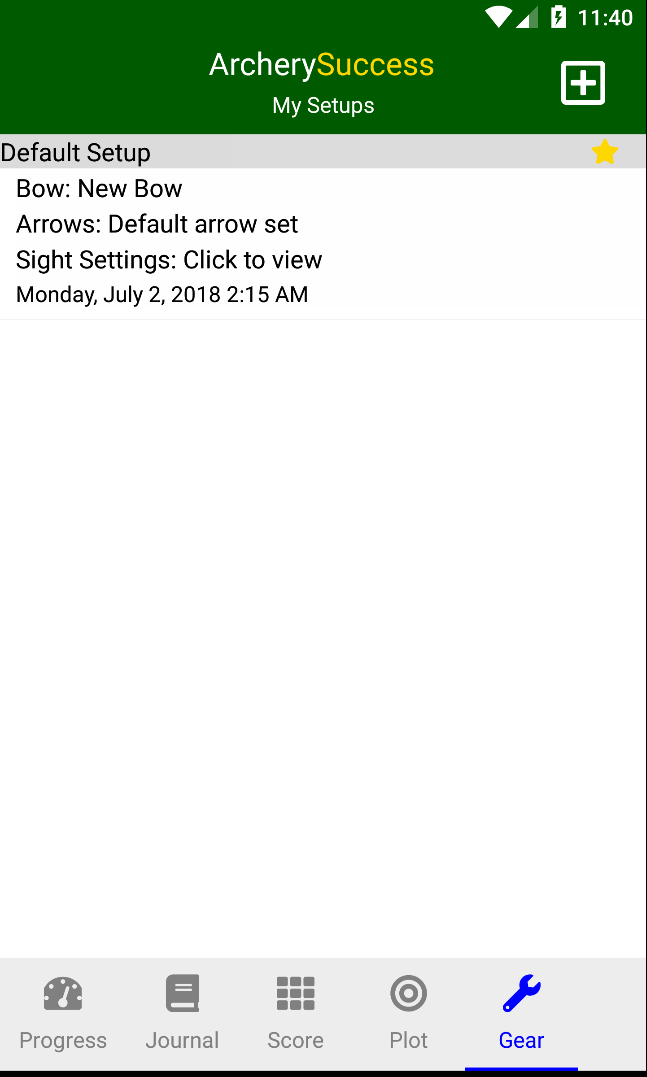 11:40
ArcherySuccess
My Setups
Default Setup
Bow: New Bow
Arrows: Default arrow set
Sight Settings: Click to view
Monday, July 2, 2018 2:15 AM
Progress Journal Score Plot Gear